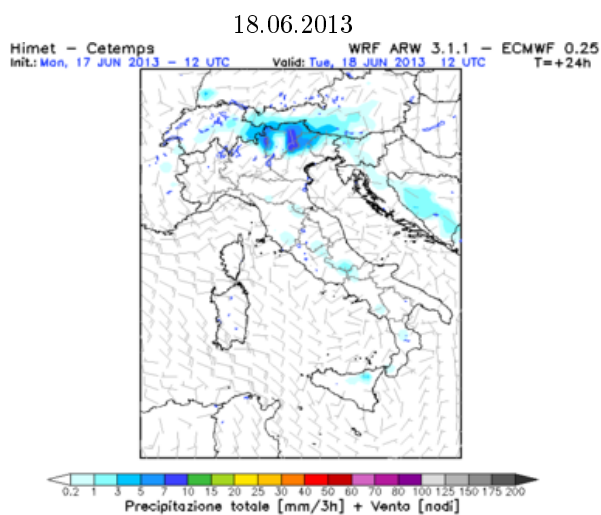 18.06.2013
Himet - Cetemps WRF ARW 3.1.1 - ECMWF 0.25
Init.: Mon, 17 JUN 2013 - 12 UTC Valid: Tue, 18 JUN 2013 12 UTC T=+24h
0.2 1 3 5 7 10 15 20 25 30 40 50 60 70 80 100 125 150 175 200
Precipitazione totale [mm/3h] + Vento [nodi]